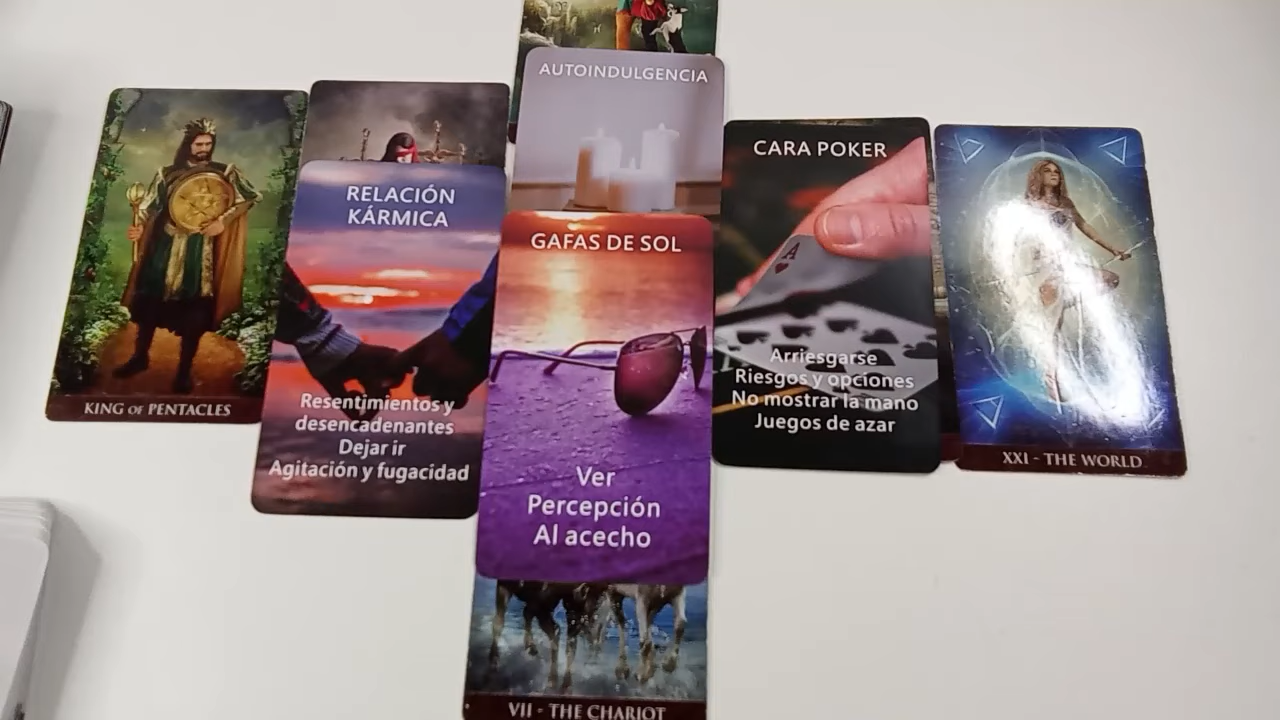 AUTOINDULGENCIA
KING OF PENTACLES
RELACIÓN
KÁRMICA
Resentimientos y
desencadenantes
Dejar ir
Agitación y fugacidad
GAFAS DE SOL
Ver
Percepción
Al acecho
CARA POKER
A
Arriesgarse
Riesgos y opciones
No mostrar la mano
Juegos de azar
XXI - THE WORLD
VII - THE CHARIOT